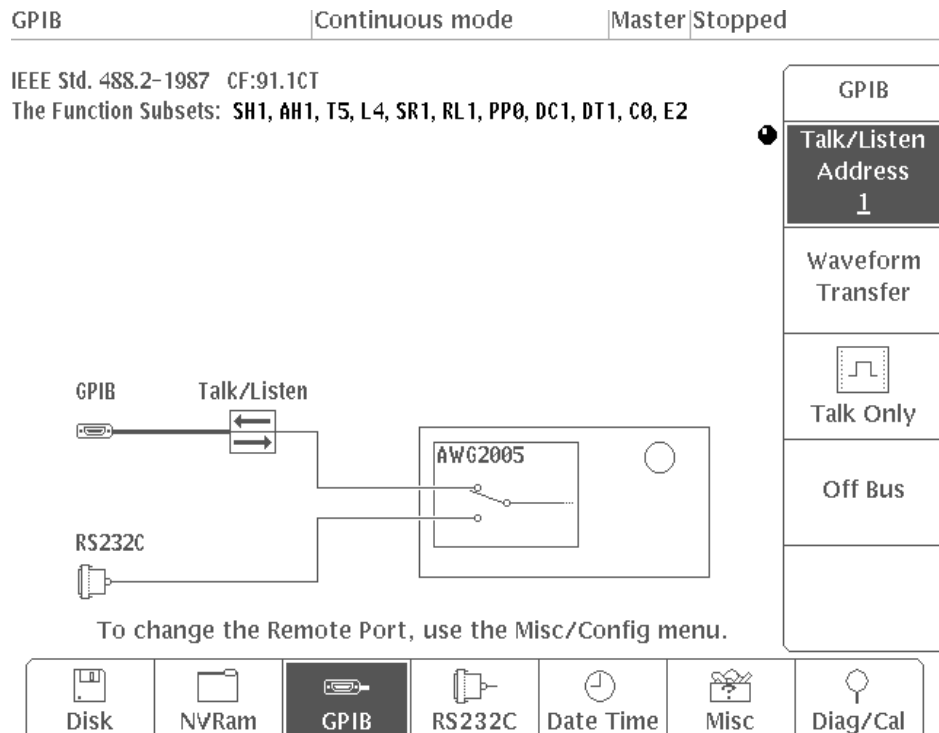 GPIB Continuous mode Master Stopped
IEEE Std. 488.2-1987 CF:91.1CT
The Function Subsets: SH1, AH1, T5, L4, SR1, RL1, PP0, DC1, DT1, C0, E2
GPIB
Talk/Listen
Address
1
Waveform
Transfer
Talk Only
Off Bus
GPIB Talk/Listen
AWG2005
RS232C
To change the Remote Port, use the Misc/Config menu.
Disk NVRam GPIB RS232C Date Time Misc Diag/Cal